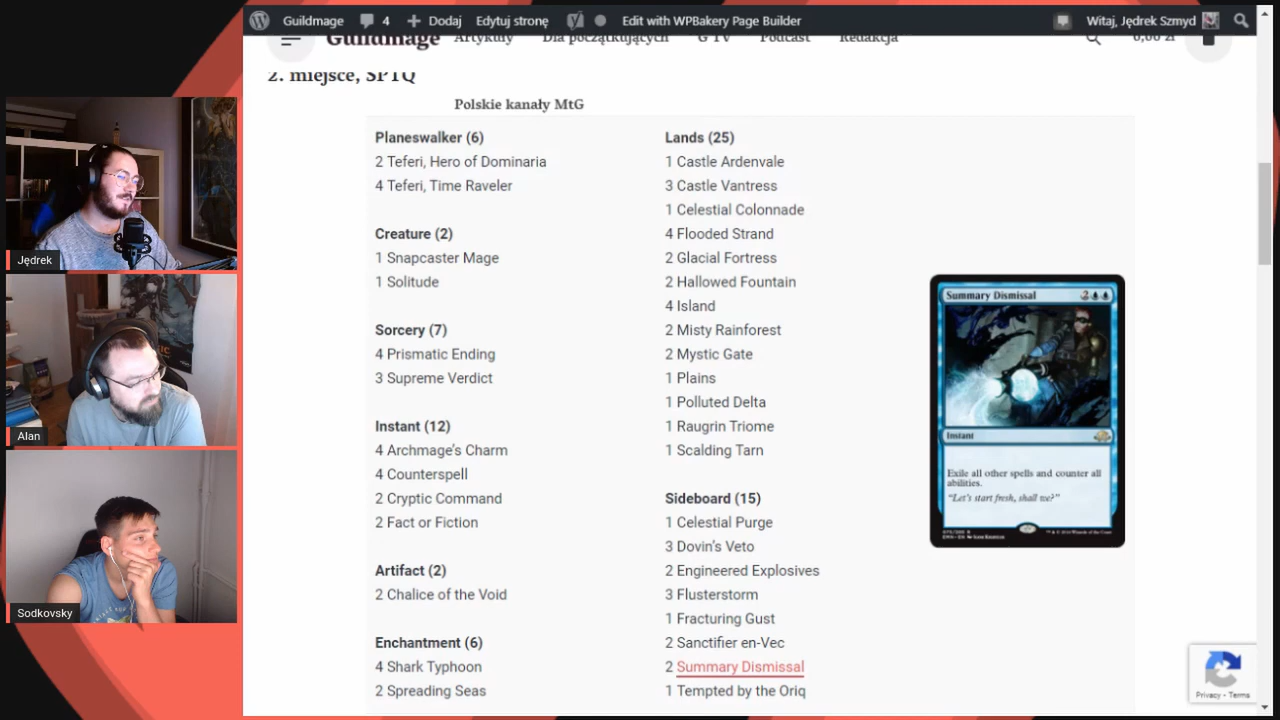 Guildmage
4
Dodaj
Edytuj stronę
Edit with WPBakery Page Builder
Witaj, Jędrek Szmyd
Guildmage
Artykuły
Dla początkujących
G TV
Podcast
Redakcja
0,00 zł
2. miejsce, SPTQ
Polskie kanały MtG
Planeswalker (6)
2 Teferi, Hero of Dominaria
4 Teferi, Time Raveler
Creature (2)
1 Snapcaster Mage
1 Solitude
Sorcery (7)
4 Prismatic Ending
3 Supreme Verdict
Instant (12)
4 Archmage's Charm
4 Counterspell
2 Cryptic Command
2 Fact or Fiction
Artifact (2)
2 Chalice of the Void
Enchantment (6)
4 Shark Typhoon
2 Spreading Seas
Lands (25)
1 Castle Ardenvale
3 Castle Vantress
1 Celestial Colonnade
4 Flooded Strand
2 Glacial Fortress
2 Hallowed Fountain
4 Island
2 Misty Rainforest
2 Mystic Gate
1 Plains
1 Polluted Delta
1 Raugrin Triome
1 Scalding Tarn
Sideboard (15)
1 Celestial Purge
3 Dovin's Veto
2 Engineered Explosives
3 Flusterstorm
1 Fracturing Gust
2 Sanctifier en-Vec
2 Summary Dismissal
1 Tempted by the Oriq
Summary Dismissal
2
Instant
Exile all other spells and counter all
abilities.
"Let's start fresh, shall we?"
Jędrek
Alan
Sodkovsky
Privacy - Terms